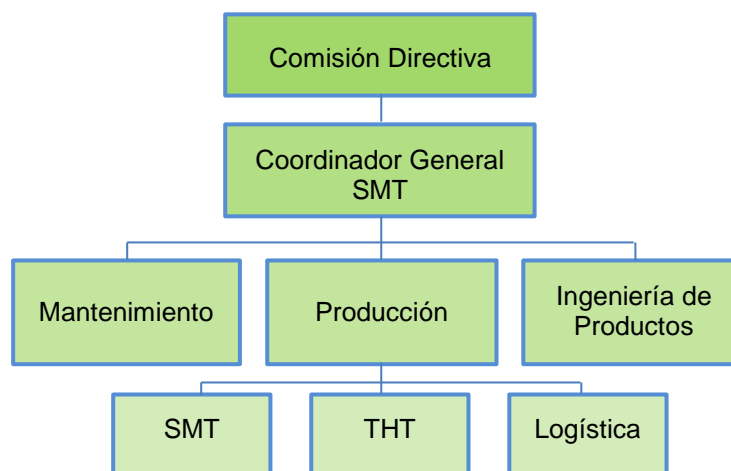 Comisión Directiva
Coordinador General
SMT
Mantenimiento
Producción
Ingeniería de
Productos
SMT
THT
Logística